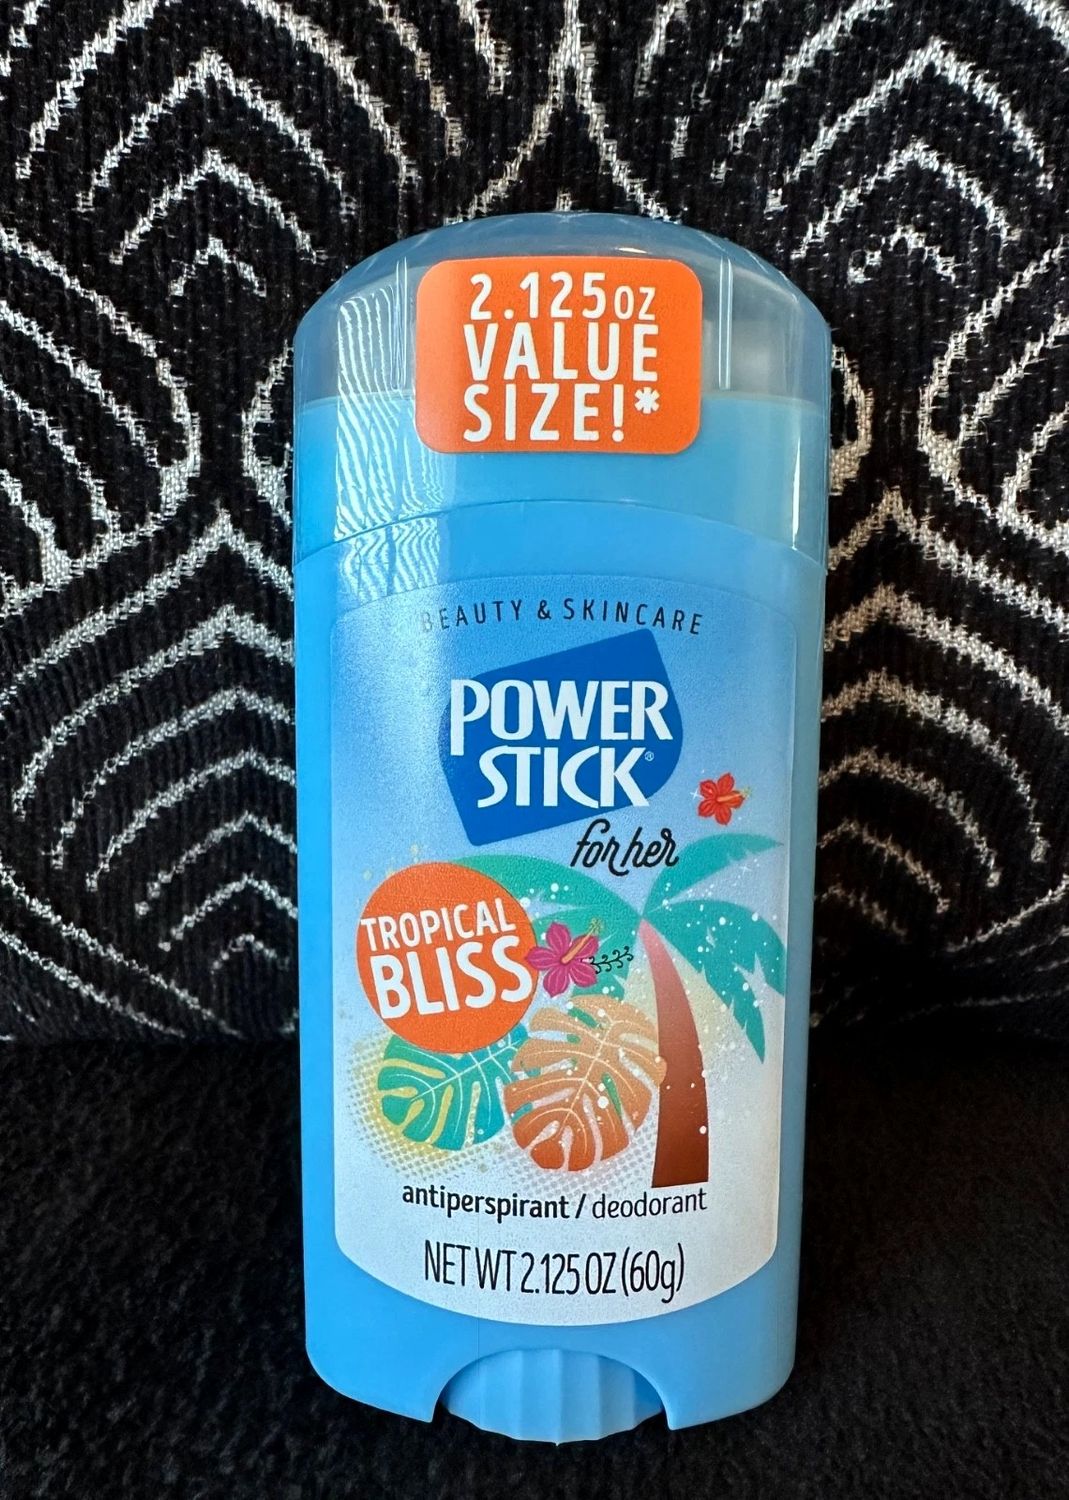 2.125OZ
VALUE
SIZE!*
BEAUTY & SKINCARE
POWER
STICK®
for her
TROPICAL
BLISS
antiperspirant / deodorant
NET WT 2.125 OZ (60g)